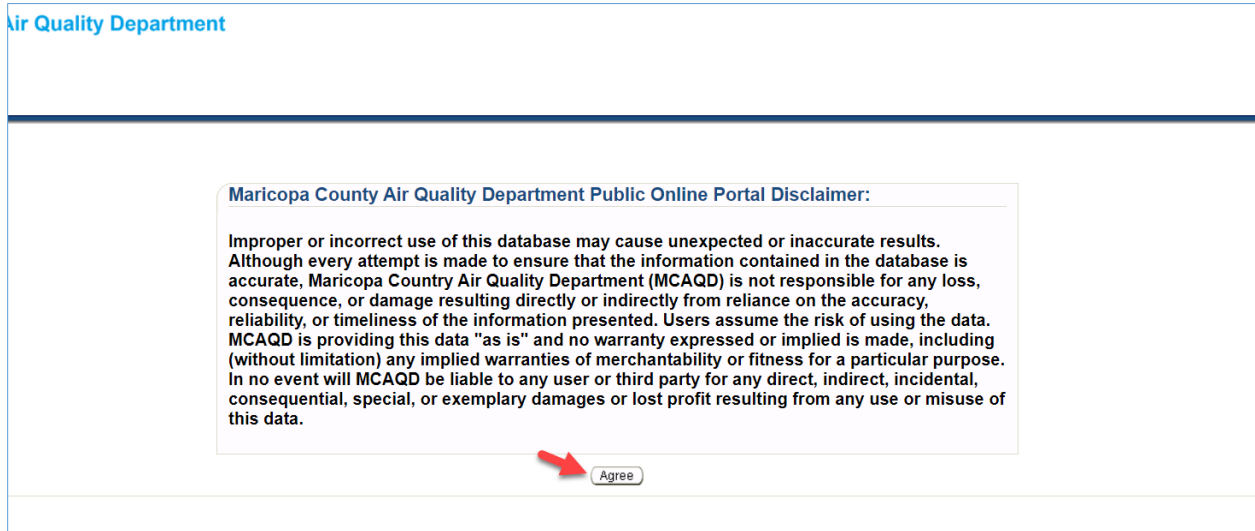 Air Quality Department
Maricopa County Air Quality Department Public Online Portal Disclaimer:
Improper or incorrect use of this database may cause unexpected or inaccurate results.
Although every attempt is made to ensure that the information contained in the database is
accurate, Maricopa Country Air Quality Department (MCAQD) is not responsible for any loss,
consequence, or damage resulting directly or indirectly from reliance on the accuracy,
reliability, or timeliness of the information presented. Users assume the risk of using the data.
MCAQD is providing this data "as is" and no warranty expressed or implied is made, including
(without limitation) any implied warranties of merchantability or fitness for a particular purpose.
In no event will MCAQD be liable to any user or third party for any direct, indirect, incidental,
consequential, special, or exemplary damages or lost profit resulting from any use or misuse of
this data.
Agree